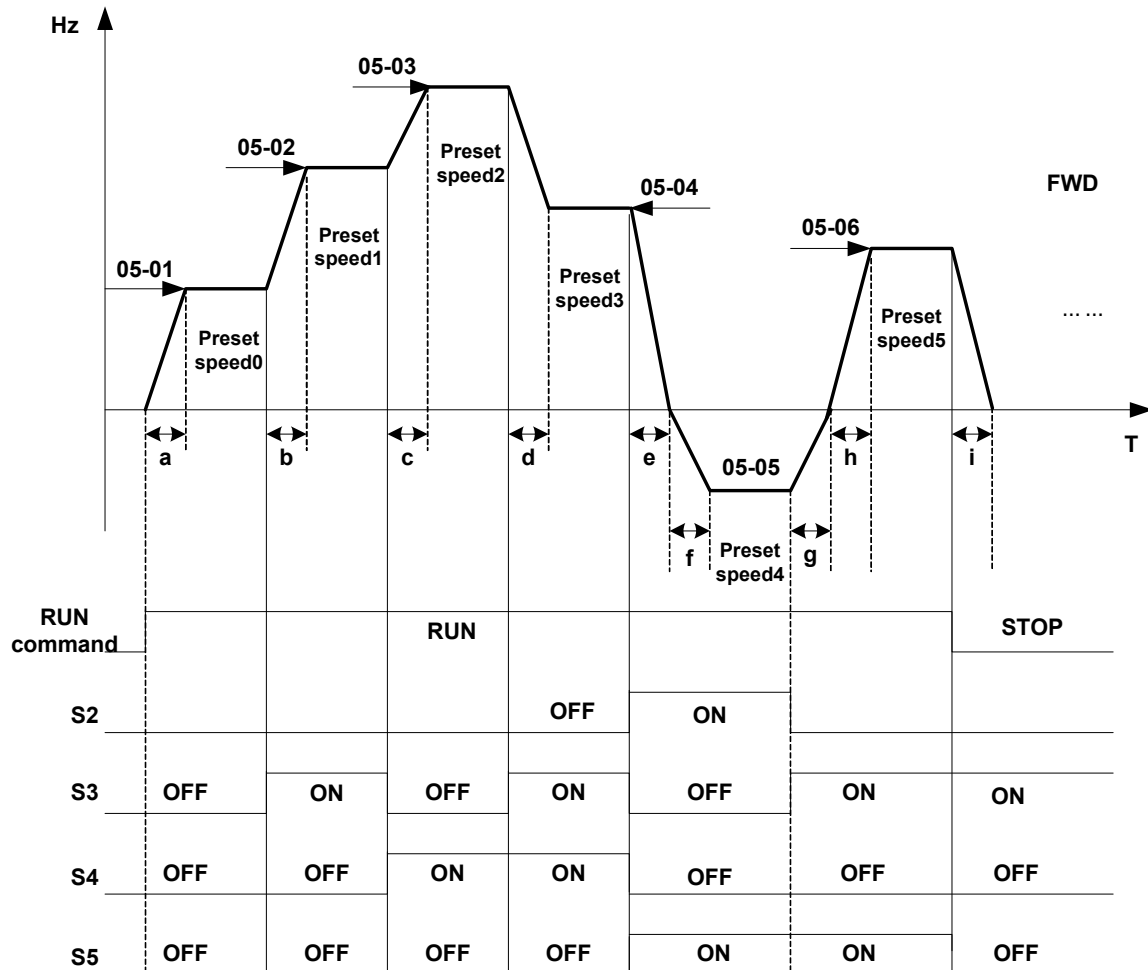 Hz
05-03
05-02
Preset
speed2
05-04
FWD
Preset
speed1
05-06
05-01
Preset
speed3
Preset
speed0
Preset
speed5
... ...
a
b
c
d
e
h
i
T
05-05
f
Preset
speed4
g
RUN
command
RUN
STOP
S2 OFF ON
S3 OFF ON OFF ON OFF ON ON
S4 OFF OFF ON ON OFF OFF OFF
S5 OFF OFF OFF OFF ON ON OFF